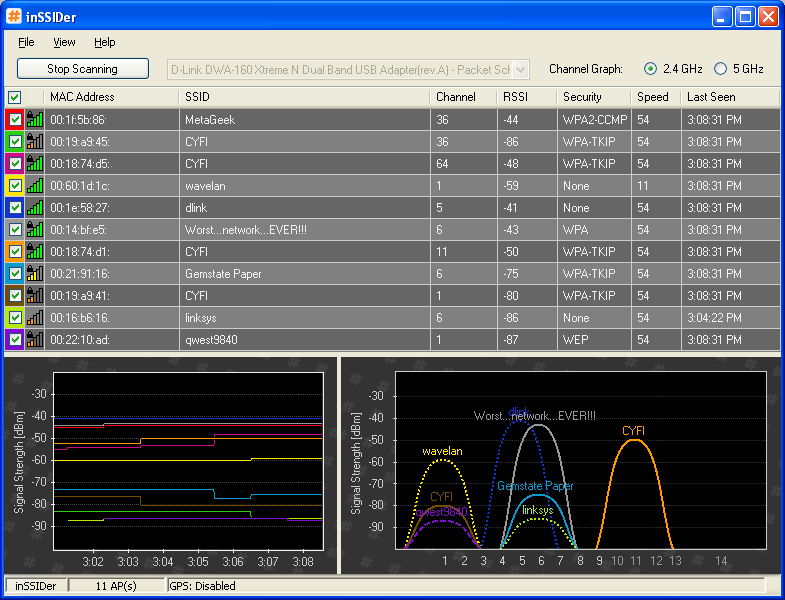 inSSIDer
File View Help
Stop Scanning D-Link DWA-160 Xtreme N Dual Band USB Adapter(rev.A) - Packet Sch Channel Graph: 2.4 GHz 5 GHz
MAC Address SSID Channel RSSI Security Speed Last Seen
00:1f:5b:86: MetaGeek 36 -44 WPA2-CCMP 54 3:08:31 PM
00:19:a9:45: CYFI 36 -86 WPA-TKIP 54 3:08:31 PM
00:18:74:d5: CYFI 64 -48 WPA-TKIP 54 3:08:31 PM
00:60:1d:1c: wavelan 1 -59 None 11 3:08:31 PM
00:1e:58:27: dlink 5 -41 None 54 3:08:31 PM
00:14:bf:e5: Worst...network...EVER!!! 6 -43 WPA 54 3:08:31 PM
00:18:74:d1: CYFI 11 -50 WPA-TKIP 54 3:08:31 PM
00:21:91:16: Gemstate Paper 6 -75 WPA-TKIP 54 3:08:31 PM
00:19:a9:41: CYFI 1 -80 WPA-TKIP 54 3:08:31 PM
00:16:b6:16: linksys 6 -86 None 54 3:04:22 PM
00:22:10:ad: qwest9840 1 -87 WEP 54 3:08:31 PM
Signal Strength [dBm]
-30
-40
-50
-60
-70
-80
-90
3:02 3:03 3:04 3:05 3:06 3:07 3:08
Signal Strength [dBm]
-30
-40
-50
-60
-70
-80
-90
dlink
Worst...network...EVER!!!
CYFI
wavelan
Gemstate Paper
CYFI
qwest9840
linksys
1 2 3 4 5 6 7 8 9 10 11 12 13 14
inSSIDer 11 AP(s) GPS: Disabled